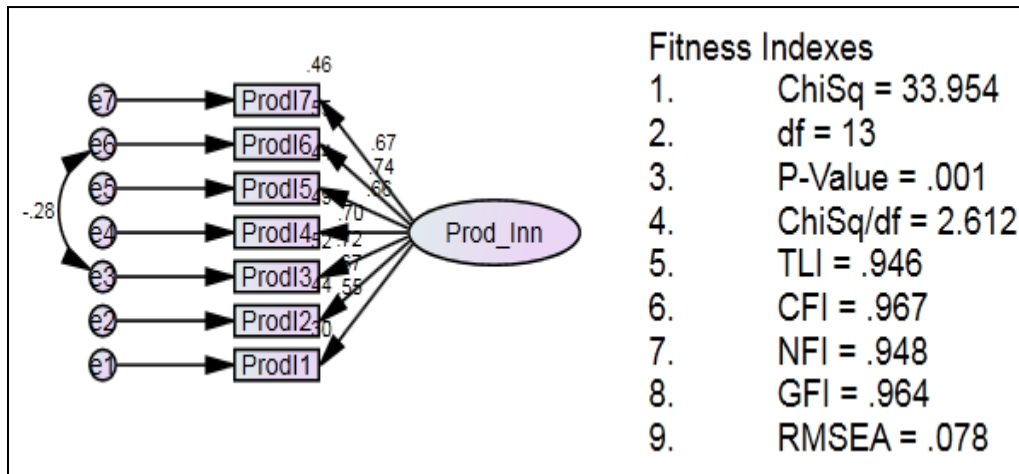 .46
e7 ProdI7
.67
e6 ProdI6
.74
e5 ProdI5
.66
-.28
e4 ProdI4
.70
Prod_Inn
e3 ProdI3
.72
e2 ProdI2
.55
e1 ProdI1
.30
Fitness Indexes
1. ChiSq = 33.954
2. df = 13
3. P-Value = .001
4. ChiSq/df = 2.612
5. TLI = .946
6. CFI = .967
7. NFI = .948
8. GFI = .964
9. RMSEA = .078